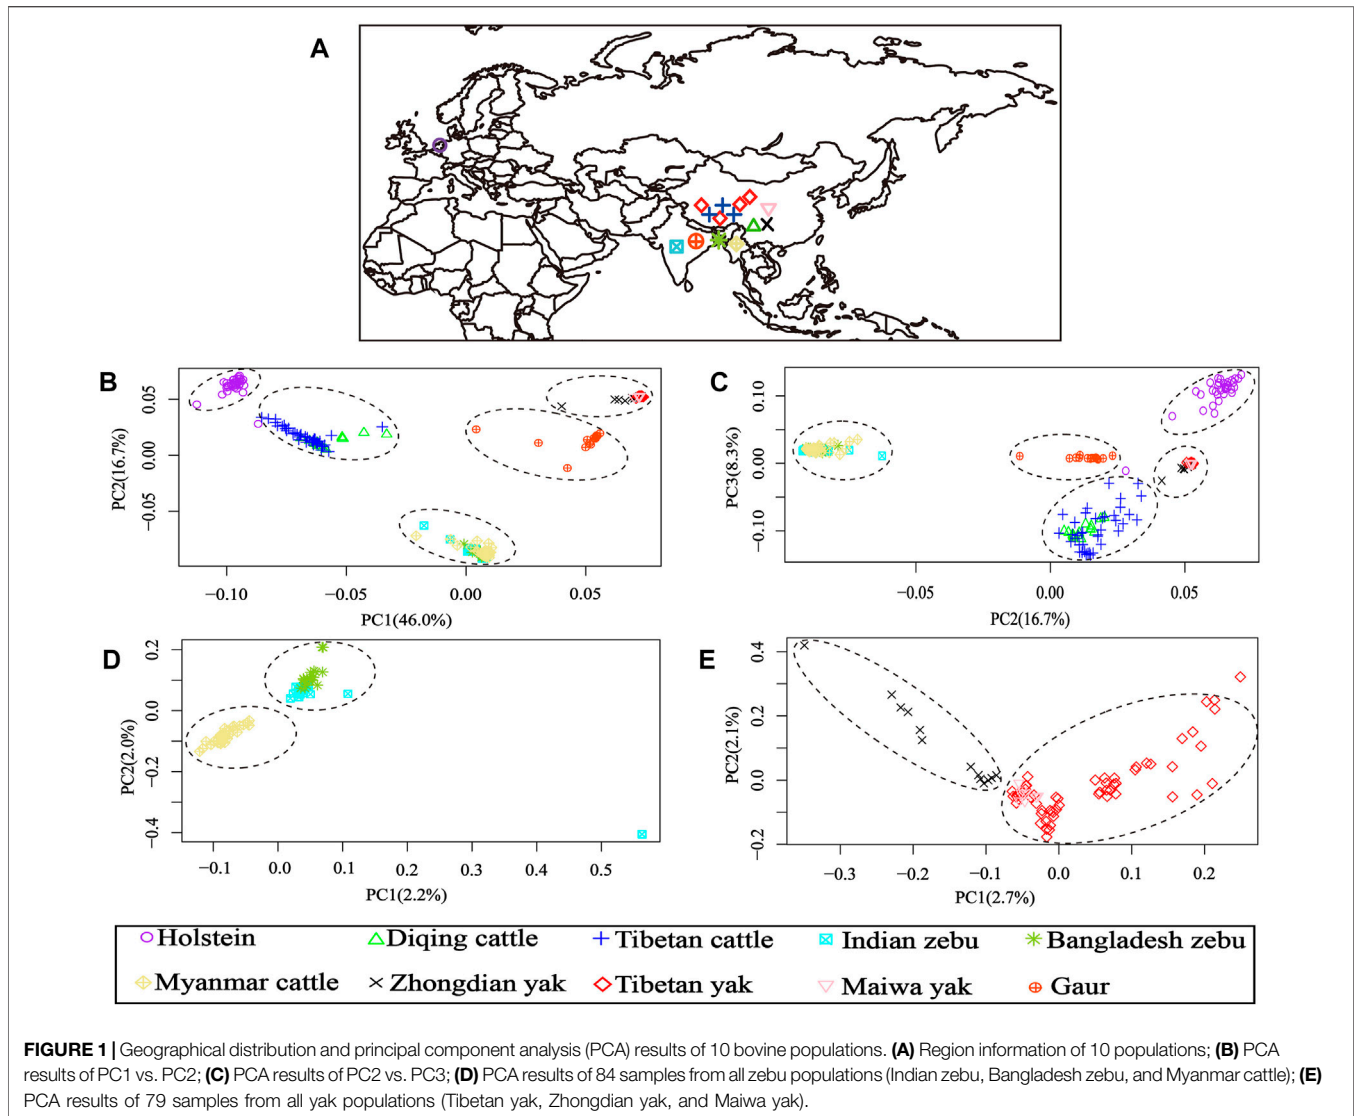 A
B
0.05
0.00
−0.05
PC2(16.7%)
−0.10
−0.05
0.00
0.05
PC1(46.0%)
C
0.10
0.00
−0.10
PC3(8.3%)
−0.05
0.00
0.05
PC2(16.7%)
D
0.2
0.0
−0.2
−0.4
PC2(2.0%)
−0.1
0.0
0.1
0.2
0.3
0.4
0.5
PC1(2.2%)
E
0.4
0.2
0.0
−0.2
PC2(2.1%)
−0.3
−0.2
−0.1
0.0
0.1
0.2
PC1(2.7%)
Holstein Diqing cattle Tibetan cattle Indian zebu Bangladesh zebu
Myanmar cattle Zhongdian yak Tibetan yak Maiwa yak Gaur
FIGURE 1 | Geographical distribution and principal component analysis (PCA) results of 10 bovine populations. (A) Region information of 10 populations; (B) PCA
results of PC1 vs. PC2; (C) PCA results of PC2 vs. PC3; (D) PCA results of 84 samples from all zebu populations (Indian zebu, Bangladesh zebu, and Myanmar cattle); (E)
PCA results of 79 samples from all yak populations (Tibetan yak, Zhongdian yak, and Maiwa yak).